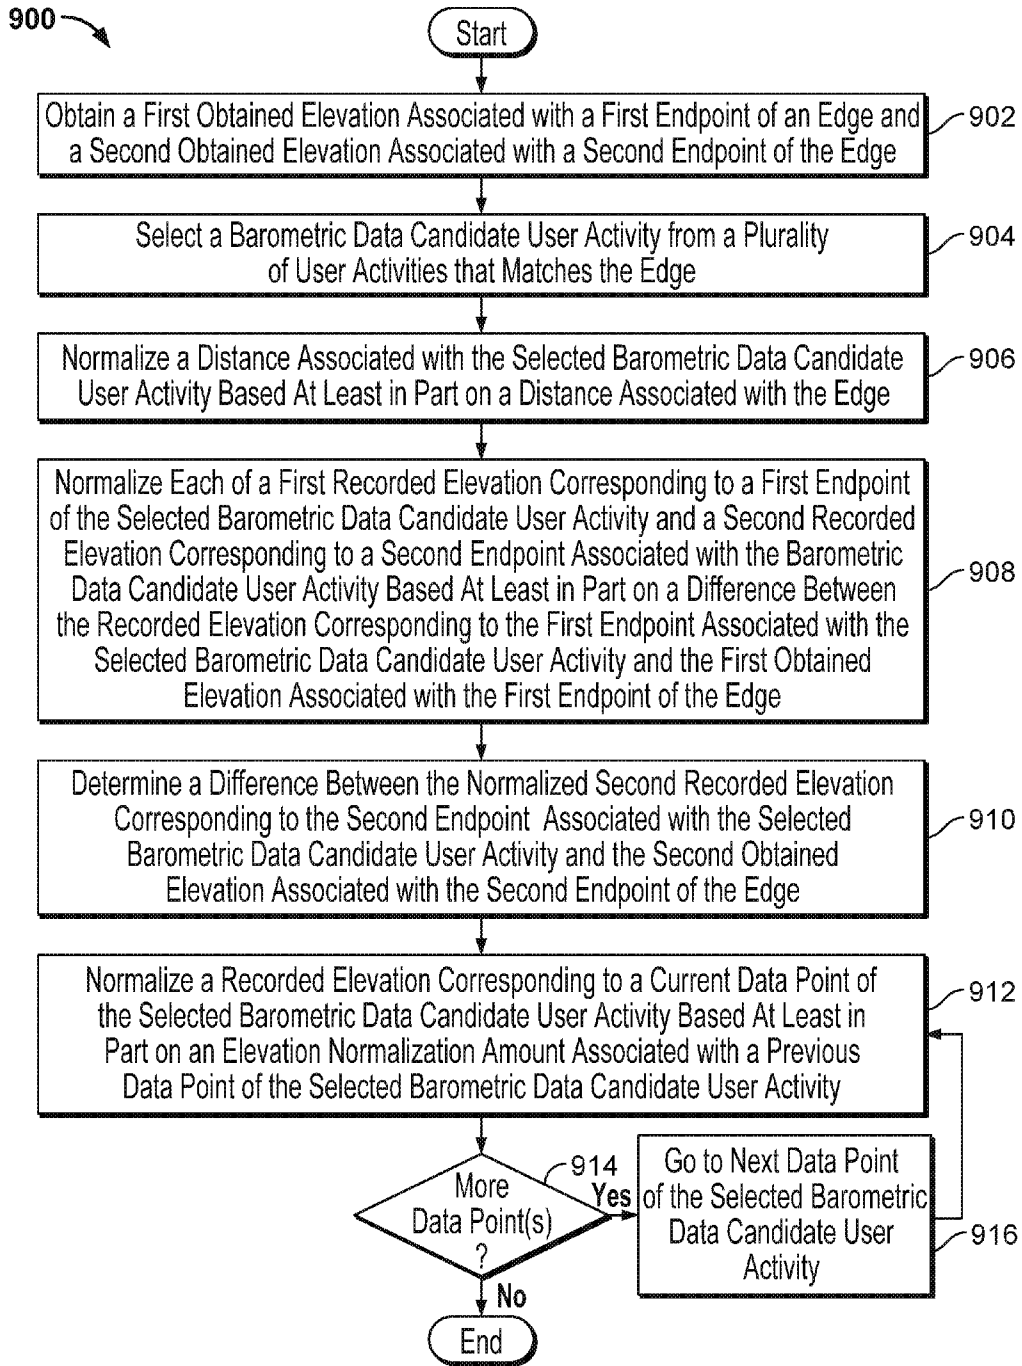 900
Start
Obtain a First Obtained Elevation Associated with a First Endpoint of an Edge and
a Second Obtained Elevation Associated with a Second Endpoint of the Edge
902
Select a Barometric Data Candidate User Activity from a Plurality
of User Activities that Matches the Edge
904
Normalize a Distance Associated with the Selected Barometric Data Candidate
User Activity Based At Least in Part on a Distance Associated with the Edge
906
Normalize Each of a First Recorded Elevation Corresponding to a First Endpoint
of the Selected Barometric Data Candidate User Activity and a Second Recorded
Elevation Corresponding to a Second Endpoint Associated with the Barometric
Data Candidate User Activity Based At Least in Part on a Difference Between
the Recorded Elevation Corresponding to the First Endpoint Associated with the
Selected Barometric Data Candidate User Activity and the First Obtained
Elevation Associated with the First Endpoint of the Edge
908
Determine a Difference Between the Normalized Second Recorded Elevation
Corresponding to the Second Endpoint Associated with the Selected
Barometric Data Candidate User Activity and the Second Obtained
Elevation Associated with the Second Endpoint of the Edge
910
Normalize a Recorded Elevation Corresponding to a Current Data Point of
the Selected Barometric Data Candidate User Activity Based At Least in
Part on an Elevation Normalization Amount Associated with a Previous
Data Point of the Selected Barometric Data Candidate User Activity
912
More
Data Point(s)
?
914
Yes
Go to Next Data Point
of the Selected Barometric
Data Candidate User
Activity
916
No
End